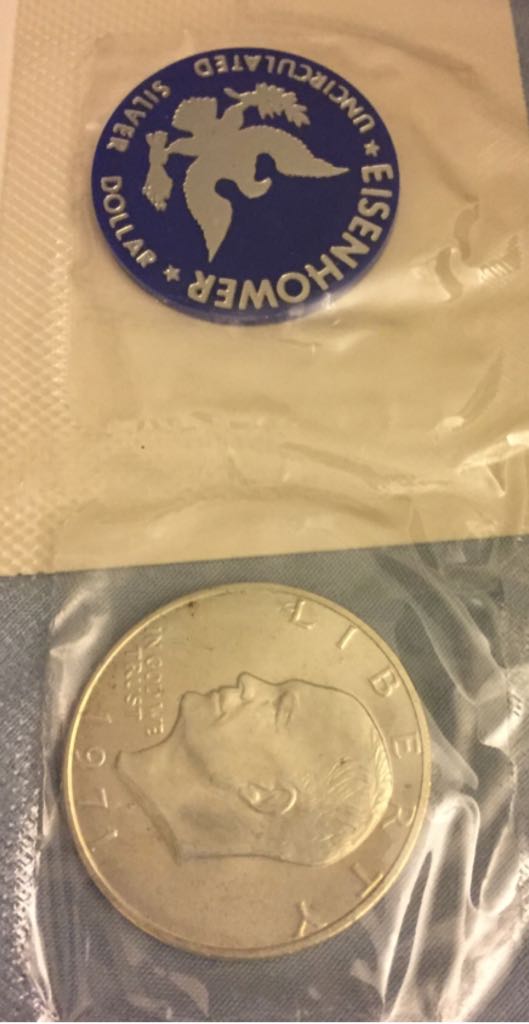 EISENHOWER
★ UNCIRCULATED SILVER DOLLAR ★
LIBERTY
IN GOD WE
TRUST
1971